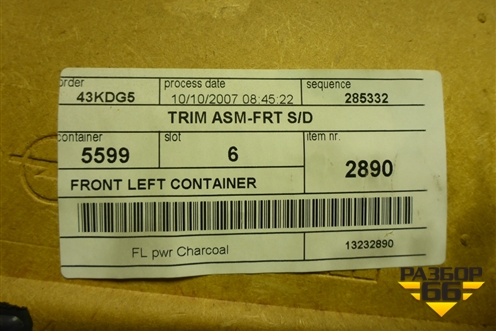 order process date sequence
43KDG5 10/10/2007 08:45:22 285332
TRIM ASM-FRT S/D
container slot item nr.
5599 6 2890
FRONT LEFT CONTAINER
FL pwr Charcoal 13232890
РАЗБОР
66